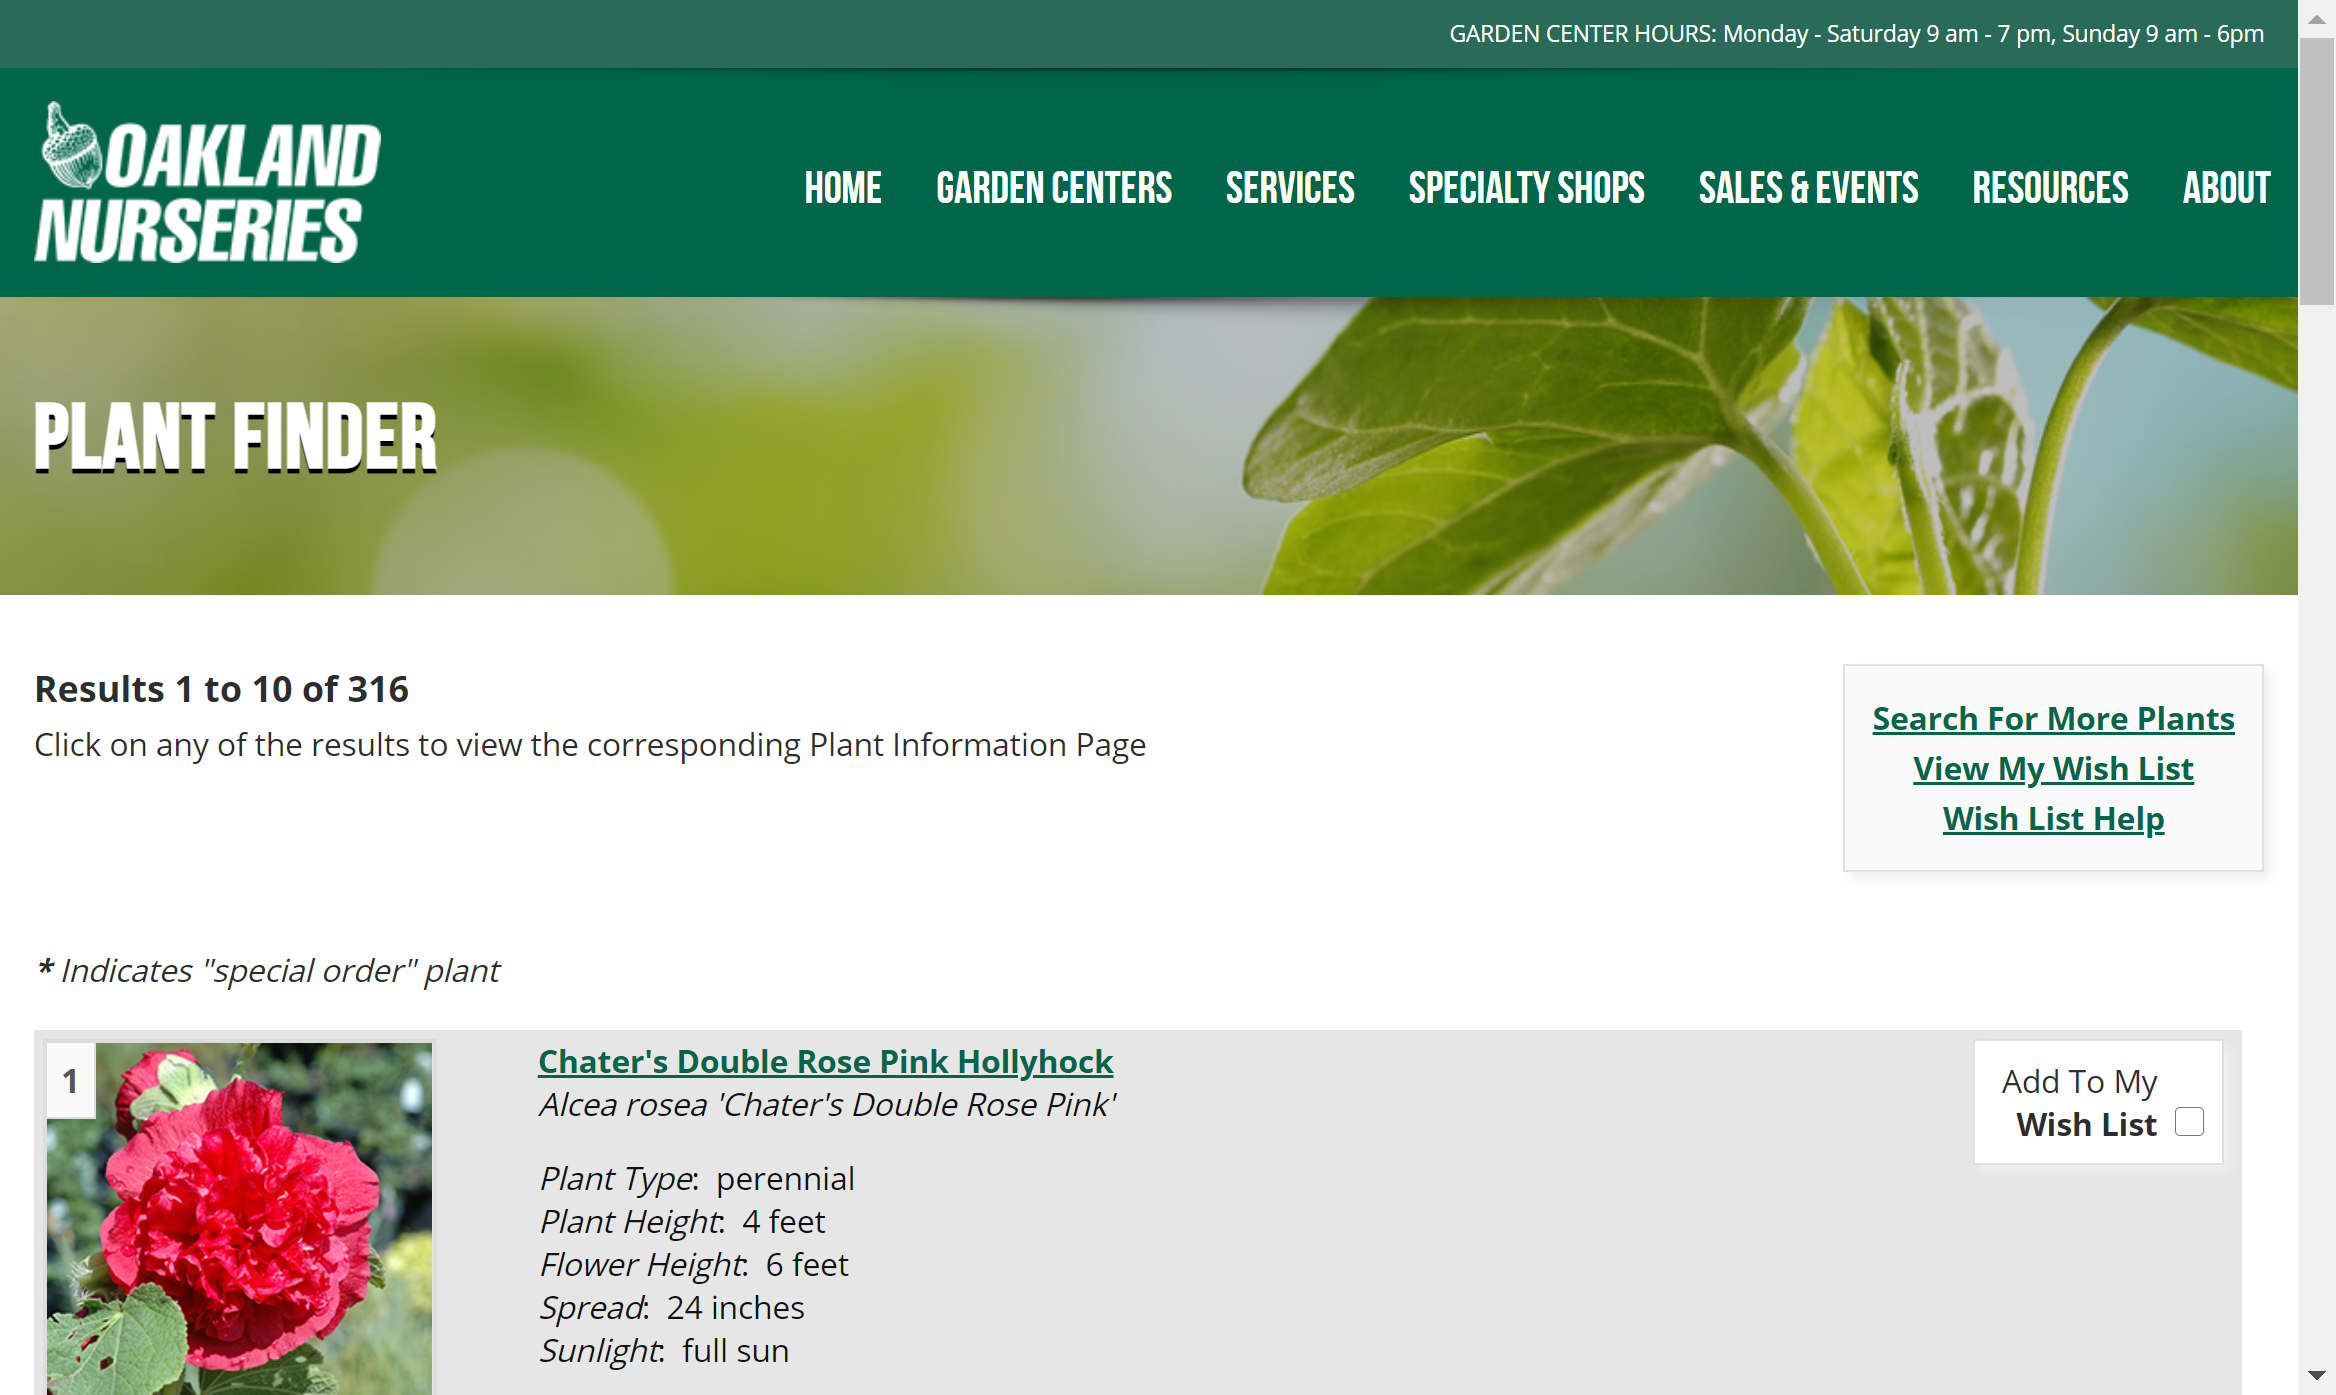 GARDEN CENTER HOURS: Monday - Saturday 9 am - 7 pm, Sunday 9 am - 6pm
OAKLAND
NURSERIES
HOME GARDEN CENTERS SERVICES SPECIALTY SHOPS SALES & EVENTS RESOURCES ABOUT
PLANT FINDER
Results 1 to 10 of 316
Click on any of the results to view the corresponding Plant Information Page
Search For More Plants
View My Wish List
Wish List Help
* Indicates "special order" plant
1
Chater's Double Rose Pink Hollyhock
Alcea rosea 'Chater's Double Rose Pink'
Plant Type: perennial
Plant Height: 4 feet
Flower Height: 6 feet
Spread: 24 inches
Sunlight: full sun
Add To My
Wish List